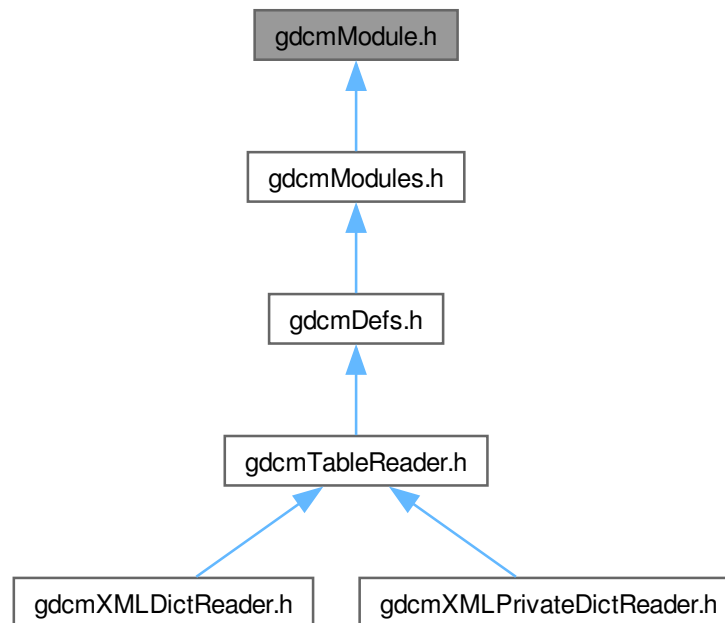 gdcmModule.h
gdcmModules.h
gdcmDefs.h
gdcmTableReader.h
gdcmXMLDictReader.h
gdcmXMLPrivateDictReader.h